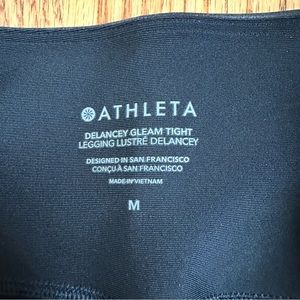 ATHLETA
DELANCEY GLEAM TIGHT
LEGGING LUSTRÉ DELANCEY
DESIGNED IN SAN FRANCISCO
CONÇU À SAN FRANCISCO
MADE IN VIETNAM
M